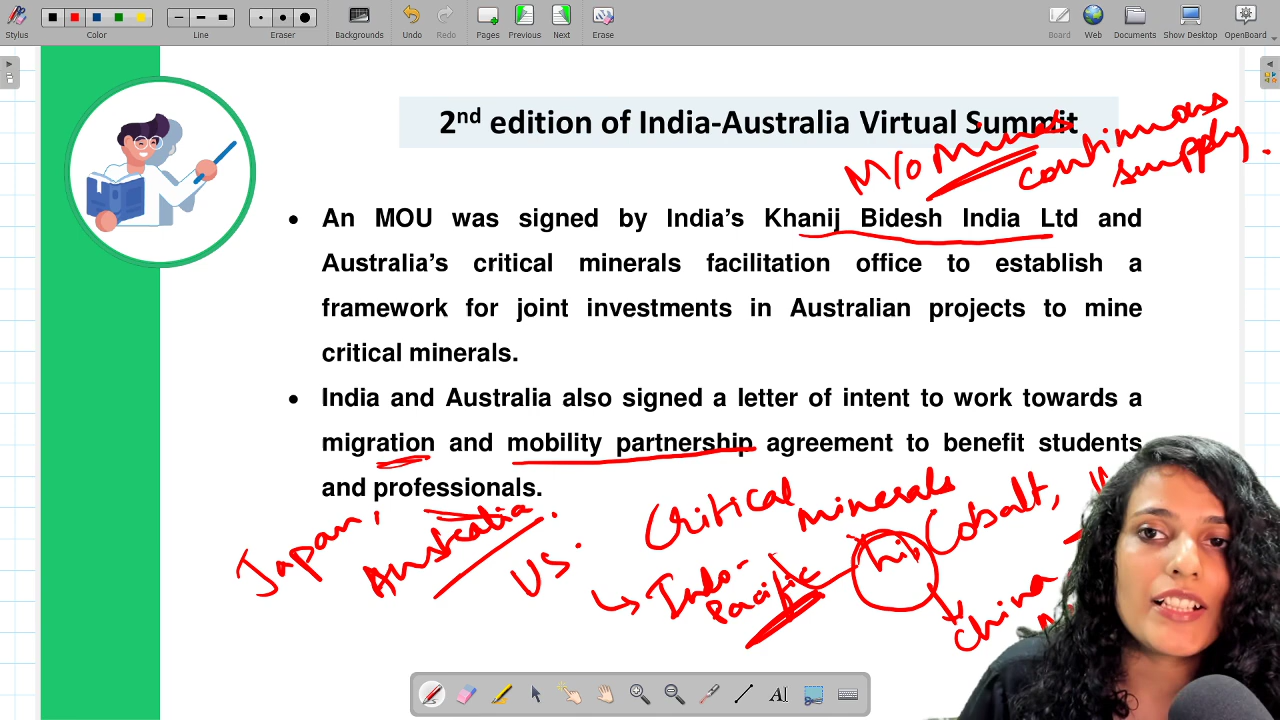 Stylus Color Line Eraser Backgrounds Undo Redo Pages Previous Next Erase Board Web Documents Show Desktop OpenBoard
2nd edition of India-Australia Virtual Summit
M/o Mines
continuous
supply.
• An MOU was signed by India’s Khanij Bidesh India Ltd and
Australia’s critical minerals facilitation office to establish a
framework for joint investments in Australian projects to mine
critical minerals.
• India and Australia also signed a letter of intent to work towards a
migration and mobility partnership agreement to benefit students
and professionals.
Japan, Australia US.
Critical minerals
Cobalt,
Indo-
Pacific
China